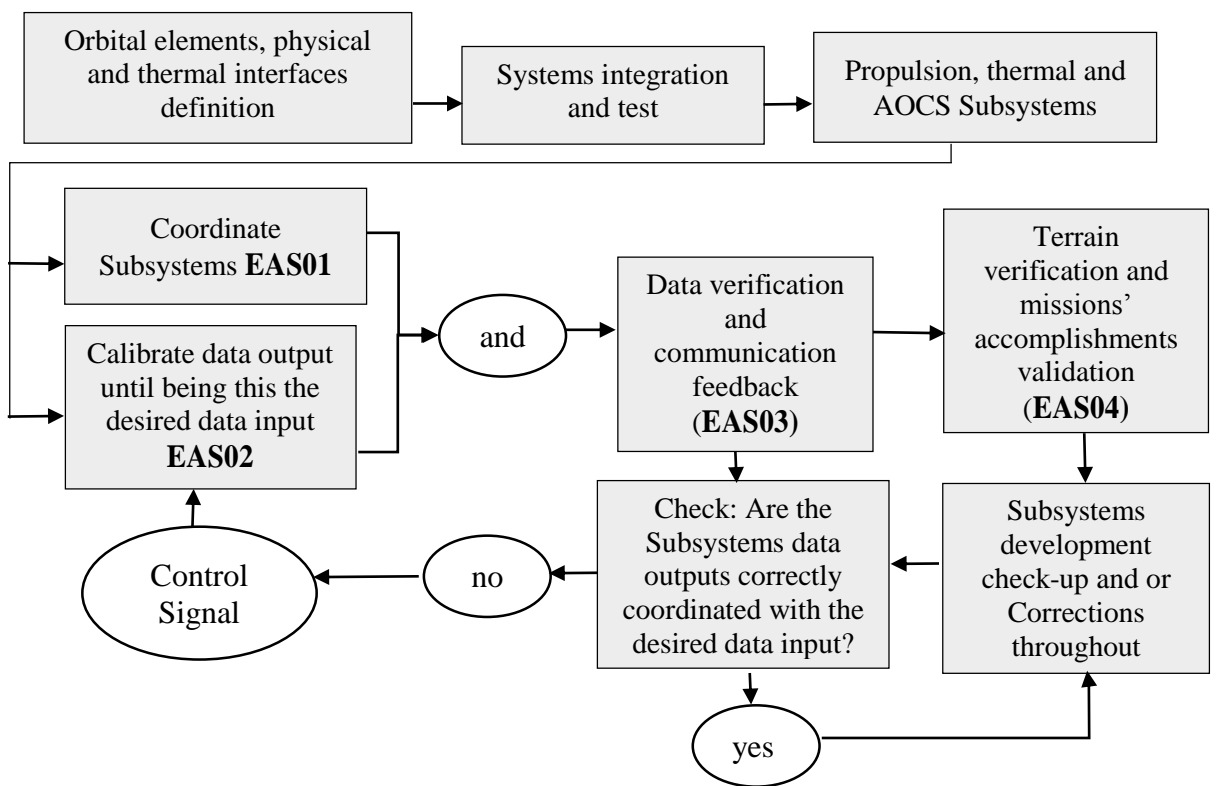 Orbital elements, physical
and thermal interfaces
definition
Systems integration
and test
Propulsion, thermal and
AOCS Subsystems
Coordinate
Subsystems EAS01
Calibrate data output
until being this the
desired data input
EAS02
and
Data verification
and
communication
feedback
(EAS03)
Terrain
verification and
missions’
accomplishments
validation
(EAS04)
Control
Signal
no
Check: Are the
Subsystems data
outputs correctly
coordinated with the
desired data input?
Subsystems
development
check-up and or
Corrections
throughout
yes